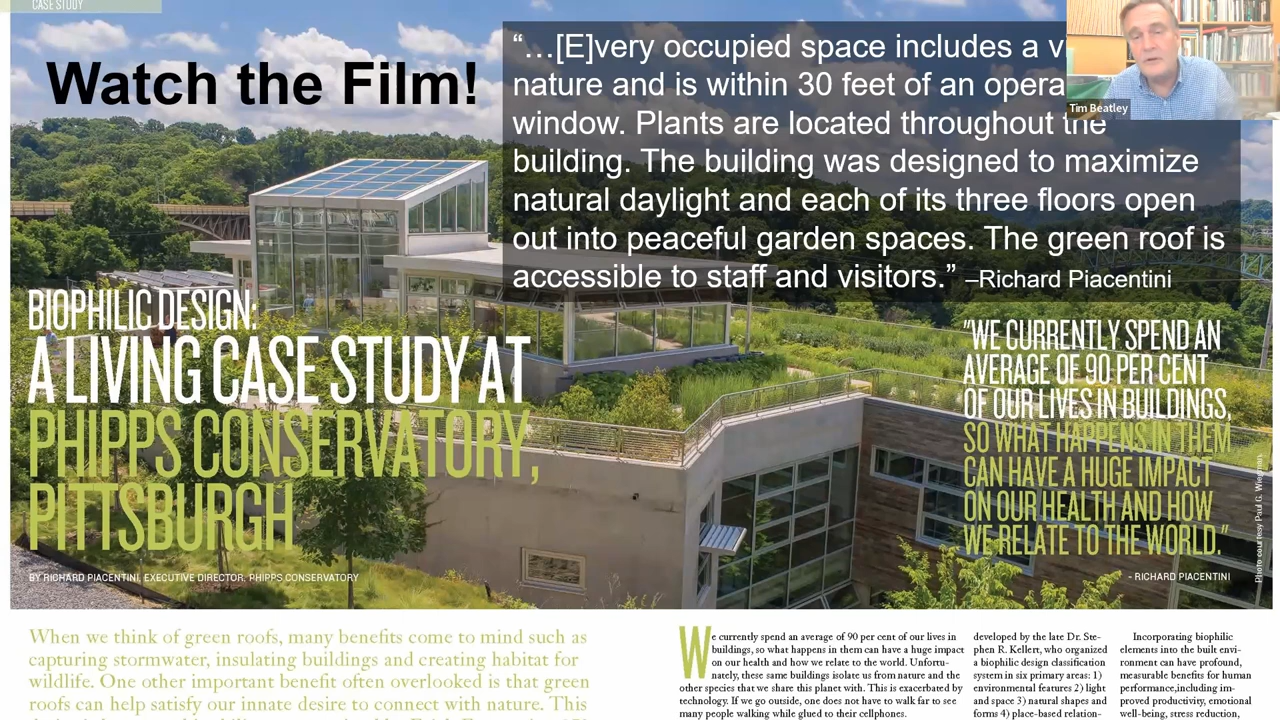 CASE STUDY
Watch the Film!
“…[E]very occupied space includes a
nature and is within 30 feet of an
window. Plants are located throughout the
building. The building was designed to maximize
natural daylight and each of its three floors open
out into peaceful garden spaces. The green roof is
accessible to staff and visitors.” –Richard Piacentini
Tim Beatley
BIOPHILIC DESIGN:
A LIVING CASE STUDY AT
PHIPPS CONSERVATORY,
PITTSBURGH
BY RICHARD PIACENTINI, EXECUTIVE DIRECTOR, PHIPPS CONSERVATORY
"WE CURRENTLY SPEND AN
AVERAGE OF 90 PER CENT
OF OUR LIVES IN BUILDINGS,
SO WHAT HAPPENS IN THEM
CAN HAVE A HUGE IMPACT
ON OUR HEALTH AND HOW
WE RELATE TO THE WORLD."
- RICHARD PIACENTINI
Photo courtesy Paul G. Wiegman
When we think of green roofs, many benefits come to mind such as
capturing stormwater, insulating buildings and creating habitat for
wildlife. One other important benefit often overlooked is that green
roofs can help satisfy our innate desire to connect with nature. This
We currently spend an average of 90 per cent of our lives in
buildings, so what happens in them can have a huge impact
on our health and how we relate to the world. Unfortu-
nately, these same buildings isolate us from nature and the
other species that we share this planet with. This is exacerbated by
technology. If we go outside, one does not have to walk far to see
many people walking while glued to their cellphones.
developed by the late Dr. Ste-
phen R. Kellert, who organized
a biophilic design classification
system in six primary areas: 1)
environmental features 2) light
and space 3) natural shapes and
forms 4) place-based relation-
Incorporating biophilic
elements into the built envi-
ronment can have profound,
measurable benefits for human
performance,including im-
proved productivity, emotional
well-being, stress reduction,